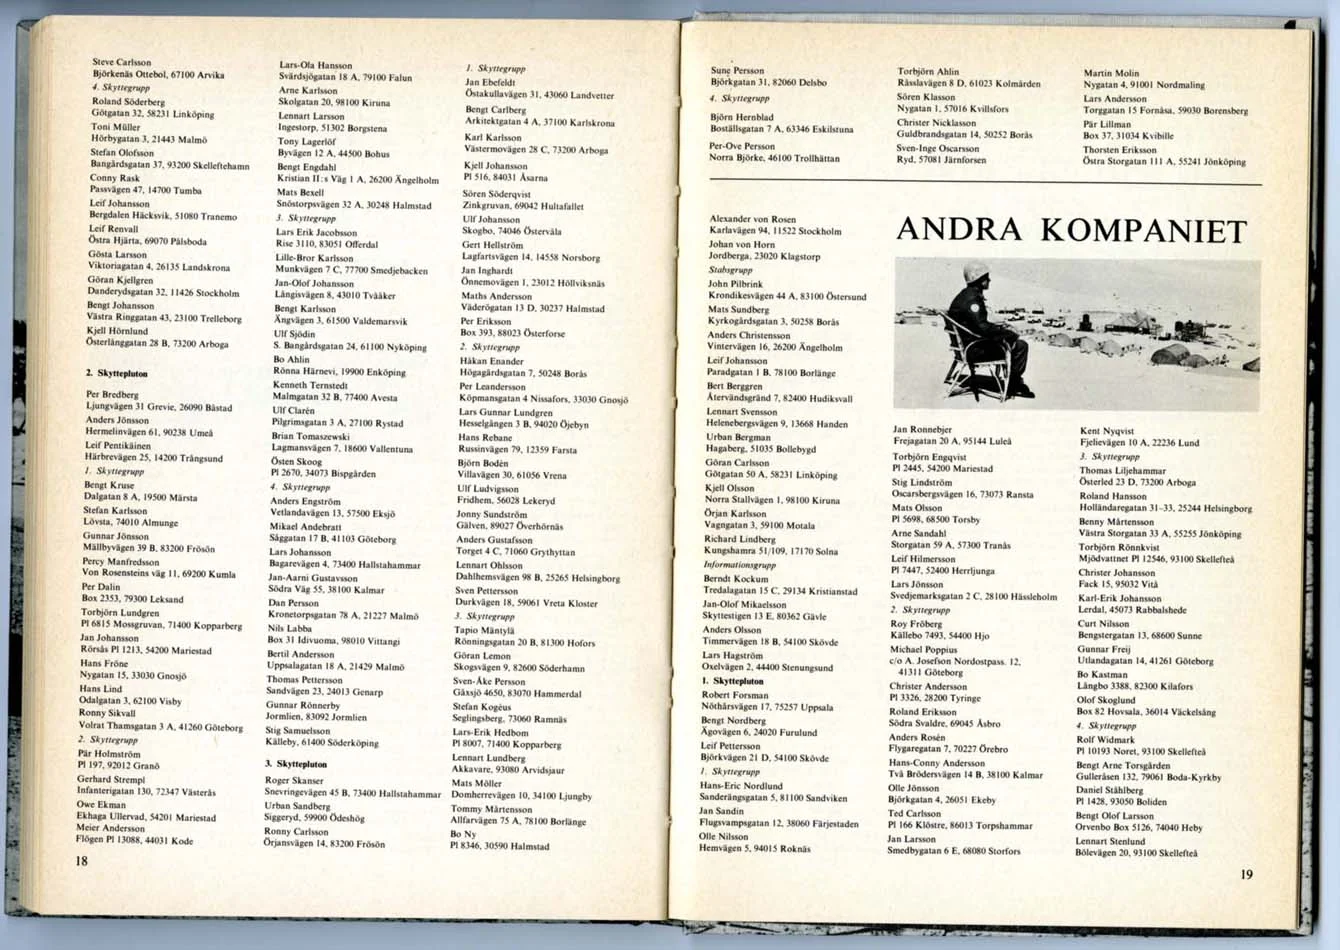 Steve Carlsson
Björkenäs Ottebol, 67100 Arvika
4. Skyttegrupp
Roland Söderberg
Götgatan 32, 58231 Linköping
Toni Müller
Hörbygatan 3, 21443 Malmö
Stefan Olofsson
Bangårdsgatan 37, 93200 Skelleftehamn
Conny Rask
Passvägen 47, 14700 Tumba
Leif Johansson
Bergdalen Häcksvik, 51080 Tranemo
Leif Renvall
Östra Hjärta, 69070 Pålsboda
Gösta Larsson
Viktoriagatan 4, 26135 Landskrona
Göran Kjellgren
Danderydsgatan 32, 11426 Stockholm
Bengt Johansson
Västra Ringgatan 43, 23100 Trelleborg
Kjell Hörnlund
Österlånggatan 28 B, 73200 Arboga
2. Skyttepluton
Per Bredberg
Ljungvägen 31 Grevie, 26090 Båstad
Anders Jönsson
Hermelinvägen 61, 90238 Umeå
Leif Pentikäinen
Härbrevägen 25, 14200 Trångsund
1. Skyttegrupp
Bengt Kruse
Dalgatan 8 A, 19500 Märsta
Stefan Karlsson
Lövsta, 74010 Almunge
Gunnar Jönsson
Mällbyvägen 39 B, 83200 Frösön
Percy Manfredsson
Von Rosensteins väg 11, 69200 Kumla
Per Dalin
Box 2353, 79300 Leksand
Torbjörn Lundgren
Pl 6815 Mossgruvan, 71400 Kopparberg
Jan Johansson
Rörsås Pl 1213, 54200 Mariestad
Hans Fröne
Nygatan 15, 33030 Gnosjö
Hans Lind
Odalgatan 3, 62100 Visby
Ronny Sikvall
Volrat Thamsgatan 3 A, 41260 Göteborg
2. Skyttegrupp
Pär Holmström
Pl 197, 92012 Granö
Gerhard Strempl
Infanterigatan 130, 72347 Västerås
Owe Ekman
Ekhaga Ullervad, 54201 Mariestad
Meier Andersson
Flögen Pl 13088, 44031 Kode
18
Lars-Ola Hansson
Svärdsjögatan 18 A, 79100 Falun
Arne Karlsson
Skolgatan 20, 98100 Kiruna
Lennart Larsson
Ingestorp, 51302 Borgstena
Tony Lagerlöf
Byvägen 12 A, 44500 Bohus
Bengt Engdahl
Kristian II:s Väg 1 A, 26200 Ängelholm
Mats Bexell
Snöstorpsvägen 32 A, 30248 Halmstad
3. Skyttegrupp
Lars Erik Jacobsson
Rise 3110, 83051 Offerdal
Lille-Bror Karlsson
Munkvägen 7 C, 77700 Smedjebacken
Jan-Olof Johansson
Långisvägen 8, 43010 Tvååker
Bengt Karlsson
Ängvägen 3, 61500 Valdemarsvik
Ulf Sjödin
S. Bangårdsgatan 24, 61100 Nyköping
Bo Ahlin
Rönna Härnevi, 19900 Enköping
Kenneth Ternstedt
Malmgatan 32 B, 77400 Avesta
Ulf Clarén
Pilgrimsgatan 3 A, 27100 Rystad
Brian Tomaszewski
Lagmansvägen 7, 18600 Vallentuna
Östen Skoog
Pl 2670, 34073 Bispgården
4. Skyttegrupp
Anders Engström
Vetlandavägen 13, 57500 Eksjö
Mikael Andebratt
Såggatan 17 B, 41103 Göteborg
Lars Johansson
Bagarevägen 4, 73400 Hallstahammar
Jan-Aarni Gustavsson
Södra Väg 55, 38100 Kalmar
Dan Persson
Kronetorpsgatan 78 A, 21227 Malmö
Nils Labba
Box 31 Idivuoma, 98010 Vittangi
Bertil Andersson
Uppsalagatan 18 A, 21429 Malmö
Thomas Pettersson
Sandvägen 23, 24013 Genarp
Gunnar Rönnerby
Jormlien, 83092 Jormlien
Stig Samuelsson
Källeby, 61400 Söderköping
3. Skyttepluton
Roger Skanser
Snevringevägen 45 B, 73400 Hallstahammar
Urban Sandberg
Siggeryd, 59900 Ödeshög
Ronny Carlsson
Örjansvägen 14, 83200 Frösön
1. Skyttegrupp
Jan Ebefeldt
Östakullavägen 31, 43060 Landvetter
Bengt Carlberg
Arkitektgatan 4 A, 37100 Karlskrona
Karl Karlsson
Västermovägen 28 C, 73200 Arboga
Kjell Johansson
Pl 516, 84031 Åsarna
Sören Söderqvist
Zinkgruvan, 69042 Hultafallet
Ulf Johansson
Skogbo, 74046 Östervåla
Gert Hellström
Lagfartsvägen 14, 14558 Norsborg
Jan Inghardt
Önnemovägen 1, 23012 Höllviksnäs
Maths Andersson
Väderögatan 13 D, 30237 Halmstad
Per Eriksson
Box 393, 88023 Österforse
2. Skyttegrupp
Håkan Enander
Högagärdsgatan 7, 50248 Borås
Per Leandersson
Köpmansgatan 4 Nissafors, 33030 Gnosjö
Lars Gunnar Lundgren
Hesselgången 3 B, 94020 Öjebyn
Hans Rebane
Russinvägen 79, 12359 Farsta
Björn Bodén
Villavägen 30, 61056 Vrena
Ulf Ludvigsson
Fridhem, 56028 Lekeryd
Jonny Sundström
Gälven, 89027 Överhörnäs
Anders Gustafsson
Torget 4 C, 71060 Grythyttan
Lennart Ohlsson
Dahlhemsvägen 98 B, 25265 Helsingborg
Sven Pettersson
Durkvägen 18, 59061 Vreta Kloster
3. Skyttegrupp
Tapio Mäntylä
Rönningsgatan 20 B, 81300 Hofors
Göran Lemon
Skogsvägen 9, 82600 Söderhamn
Sven-Åke Persson
Gåxsjö 4650, 83070 Hammerdal
Stefan Kogéus
Seglingsberg, 73060 Ramnäs
Lars-Erik Hedbom
Pl 8007, 71400 Kopparberg
Lennart Lundberg
Akkavare, 93080 Arvidsjaur
Mats Möller
Domherrevägen 10, 34100 Ljungby
Tommy Mårtensson
Allfarvägen 75 A, 78100 Borlänge
Bo Ny
Pl 8346, 30590 Halmstad
Sune Persson
Björkgatan 31, 82060 Delsbo
4. Skyttegrupp
Björn Hernblad
Boställsgatan 7 A, 63346 Eskilstuna
Per-Ove Persson
Norra Björke, 46100 Trollhättan
Torbjörn Ahlin
Råsslavägen 8 D, 61023 Kolmården
Sören Klasson
Nygatan 1, 57016 Kvillsfors
Christer Nicklasson
Guldbrandsgatan 14, 50252 Borås
Sven-Inge Oscarsson
Ryd, 57081 Järnforsen
Martin Molin
Nygatan 4, 91001 Nordmaling
Lars Andersson
Torggatan 15 Fornåsa, 59030 Borensberg
Pär Lillman
Box 37, 31034 Kvibille
Thorsten Eriksson
Östra Storgatan 111 A, 55241 Jönköping
ANDRA KOMPANIET
Alexander von Rosen
Karlavägen 94, 11522 Stockholm
Johan von Horn
Jordberga, 23020 Klagstorp
Stabsgrupp
John Pilbrink
Krondikesvägen 44 A, 83100 Östersund
Mats Sundberg
Kyrkogårdsgatan 3, 50258 Borås
Anders Christensson
Vintervägen 16, 26200 Ängelholm
Leif Johansson
Paradgatan 1 B, 78100 Borlänge
Bert Berggren
Återvändsgränd 7, 82400 Hudiksvall
Lennart Svensson
Helenebergsvägen 9, 13668 Handen
Urban Bergman
Hagaberg, 51035 Bollebygd
Göran Carlsson
Götgatan 50 A, 58231 Linköping
Kjell Olsson
Norra Stallvägen 1, 98100 Kiruna
Örjan Karlsson
Vagngatan 3, 59100 Motala
Richard Lindberg
Kungshamra 51/109, 17170 Solna
Informationsgrupp
Berndt Kockum
Tredalagatan 15 C, 29134 Kristianstad
Jan-Olof Mikaelsson
Skyttestigen 13 E, 80362 Gävle
Anders Olsson
Timmervägen 18 B, 54100 Skövde
Lars Hagström
Oxelvägen 2, 44400 Stenungsund
1. Skyttepluton
Robert Forsman
Nöthårsvägen 17, 75257 Uppsala
Bengt Nordberg
Ägovägen 6, 24020 Furulund
Leif Pettersson
Björkvägen 21 D, 54100 Skövde
1. Skyttegrupp
Hans-Eric Nordlund
Sanderängsgatan 5, 81100 Sandviken
Jan Sandin
Flugsvampsgatan 12, 38060 Färjestaden
Olle Nilsson
Hemvägen 5, 94015 Roknäs
Jan Ronnebjer
Frejagatan 20 A, 95144 Luleå
Torbjörn Engqvist
Pl 2445, 54200 Mariestad
Stig Lindström
Oscarsbergsvägen 16, 73073 Ransta
Mats Olsson
Pl 5698, 68500 Torsby
Arne Sandahl
Storgatan 59 A, 57300 Tranås
Leif Hilmersson
Pl 7447, 52400 Herrljunga
Lars Jönsson
Svedjemarksgatan 2 C, 28100 Hässleholm
2. Skyttegrupp
Roy Fröberg
Källebo 7493, 54400 Hjo
Michael Poppius
c/o A. Josefson Nordostpass. 12,
41311 Göteborg
Christer Andersson
Pl 3326, 28200 Tyringe
Roland Eriksson
Södra Svaldre, 69045 Åsbro
Anders Rosén
Flygaregatan 7, 70227 Örebro
Hans-Conny Andersson
Två Brödersvägen 14 B, 38100 Kalmar
Olle Jönsson
Björkgatan 4, 26051 Ekeby
Ted Carlsson
Pl 166 Klöstre, 86013 Torpshammar
Jan Larsson
Smedbygatan 6 E, 68080 Storfors
Kent Nyqvist
Fjelievägen 10 A, 22236 Lund
3. Skyttegrupp
Thomas Liljehammar
Österled 23 D, 73200 Arboga
Roland Hansson
Holländaregatan 31-33, 25244 Helsingborg
Benny Mårtensson
Västra Storgatan 33 A, 55255 Jönköping
Torbjörn Rönnkvist
Mjödvattnet Pl 12546, 93100 Skellefteå
Christer Johansson
Fack 15, 95032 Vitå
Karl-Erik Johansson
Lerdal, 45073 Rabbalshede
Curt Nilsson
Bengstergatan 13, 68600 Sunne
Gunnar Freij
Utlandagatan 14, 41261 Göteborg
Bo Kastman
Långbo 3388, 82300 Kilafors
Olof Skoglund
Box 82 Hovsala, 36014 Väckelsång
4. Skyttegrupp
Rolf Widmark
Pl 10193 Noret, 93100 Skellefteå
Bengt Arne Torsgården
Gulleråsen 132, 79061 Boda-Kyrkby
Daniel Ståhlberg
Pl 1428, 93050 Boliden
Bengt Olof Larsson
Orvenbo Box 5126, 74040 Heby
Lennart Stenlund
Bölevägen 20, 93100 Skellefteå
19